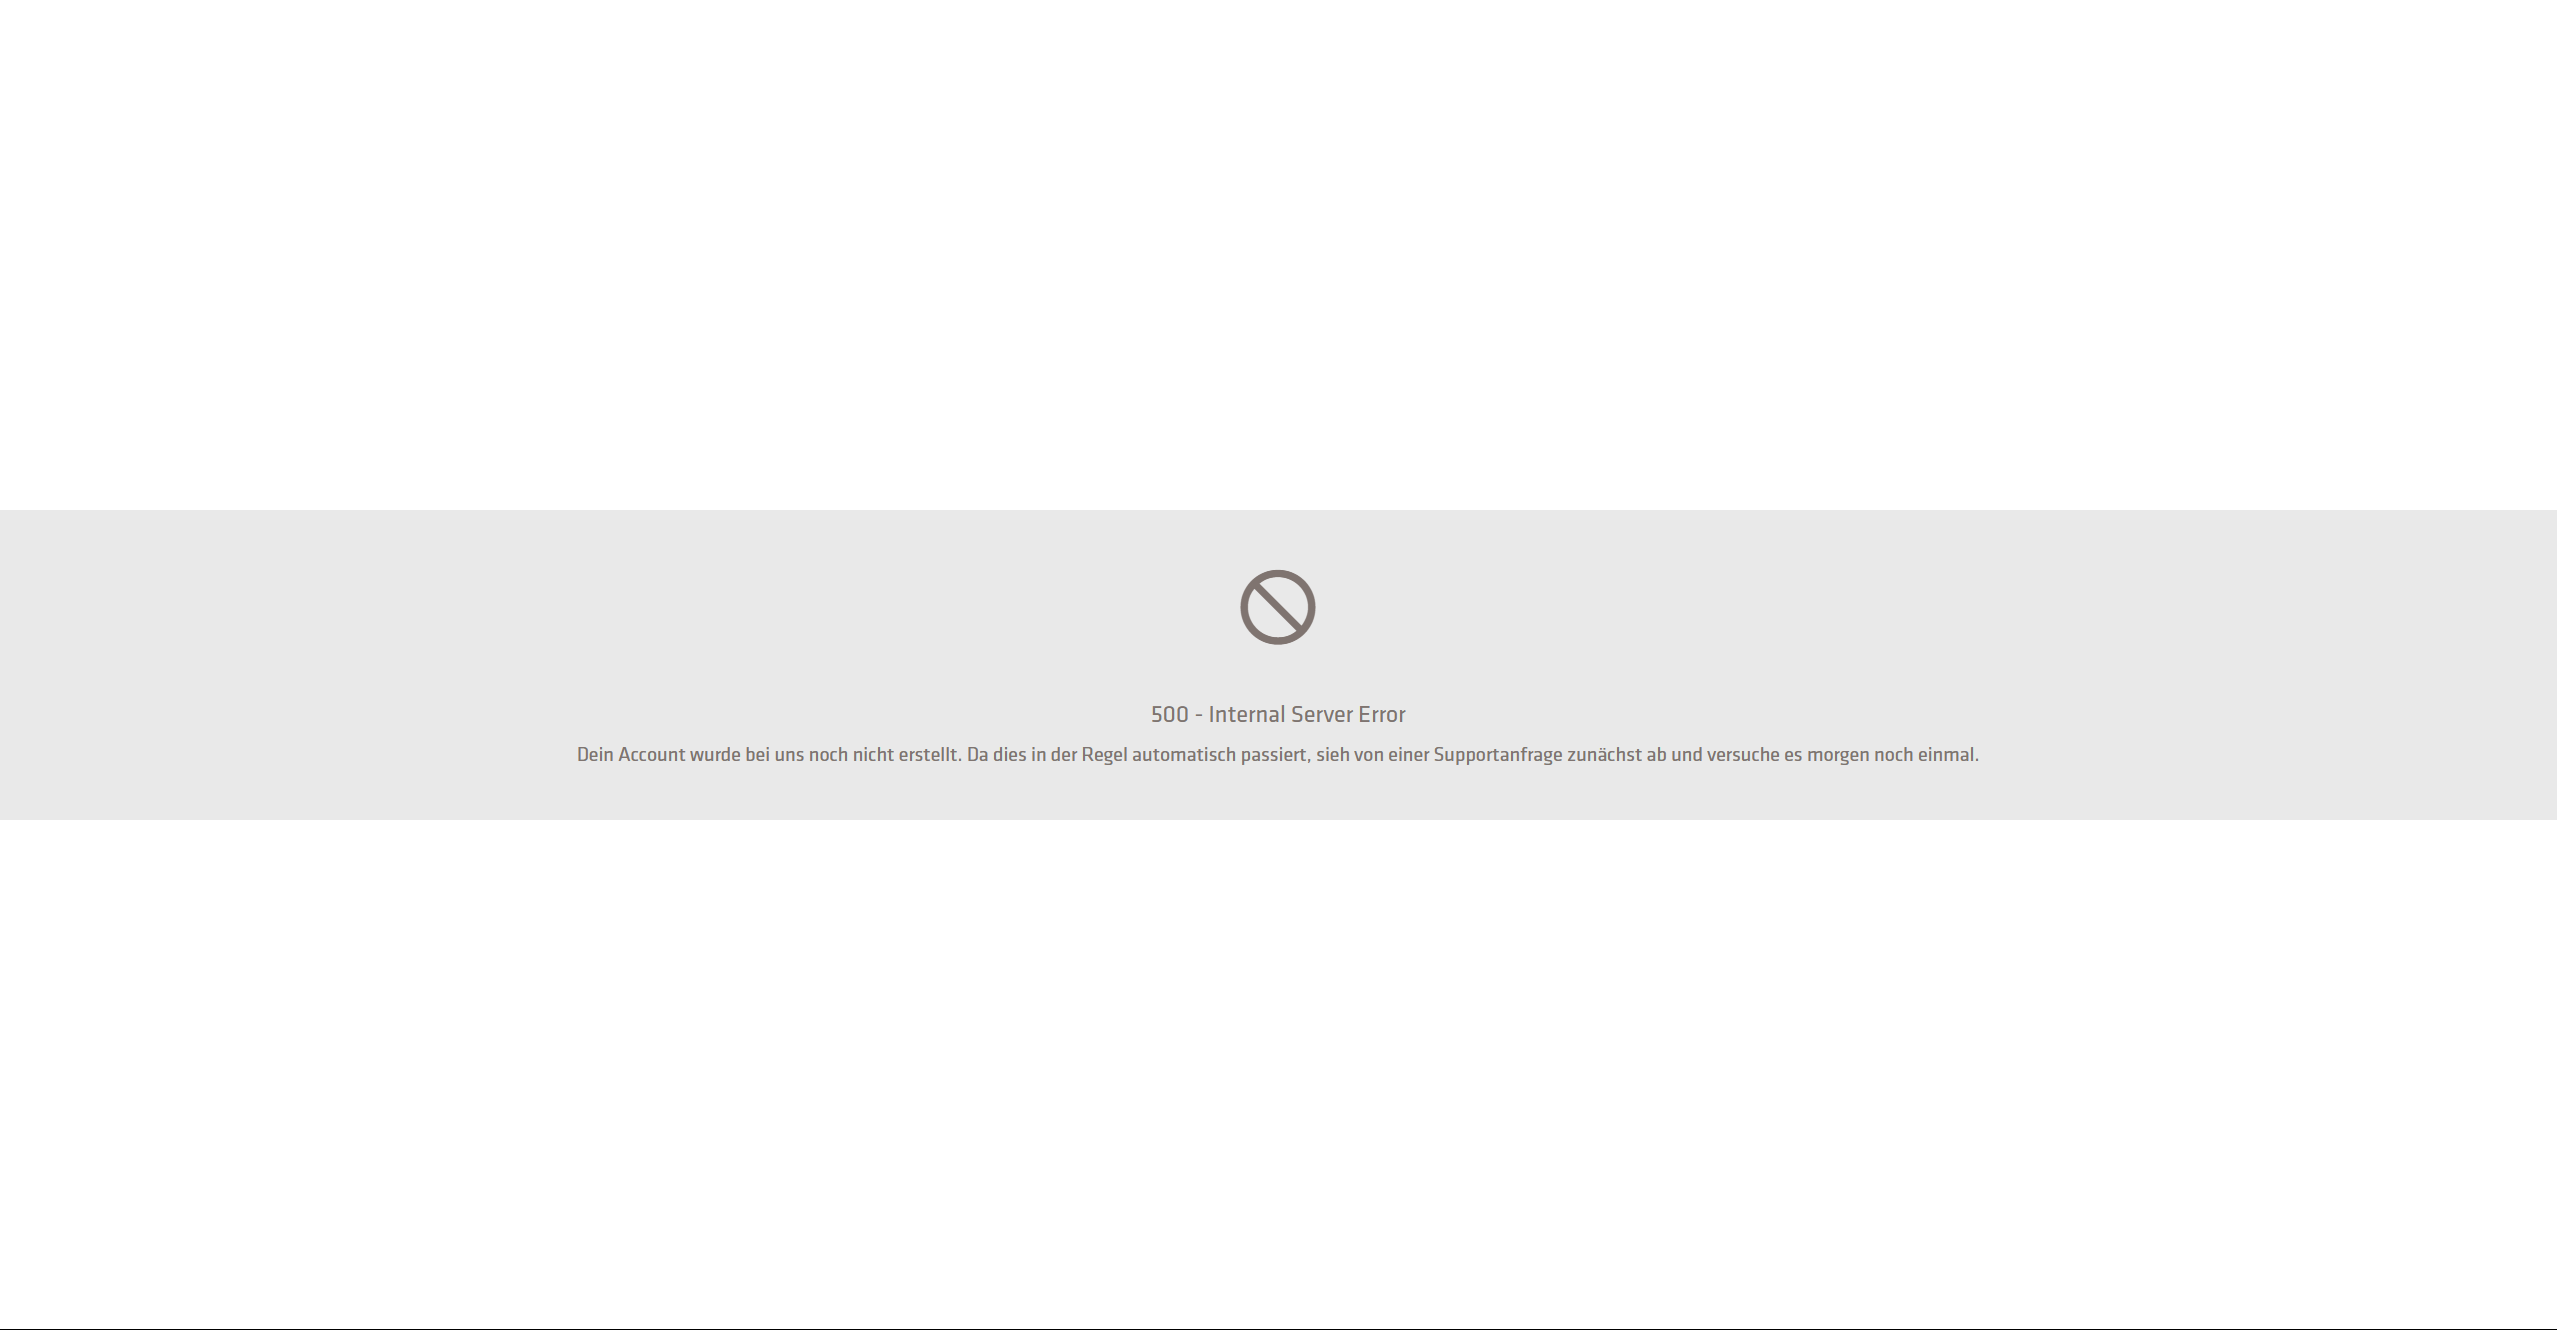 500 - Internal Server Error
Dein Account wurde bei uns noch nicht erstellt. Da dies in der Regel automatisch passiert, sieh von einer Supportanfrage zunächst ab und versuche es morgen noch einmal.